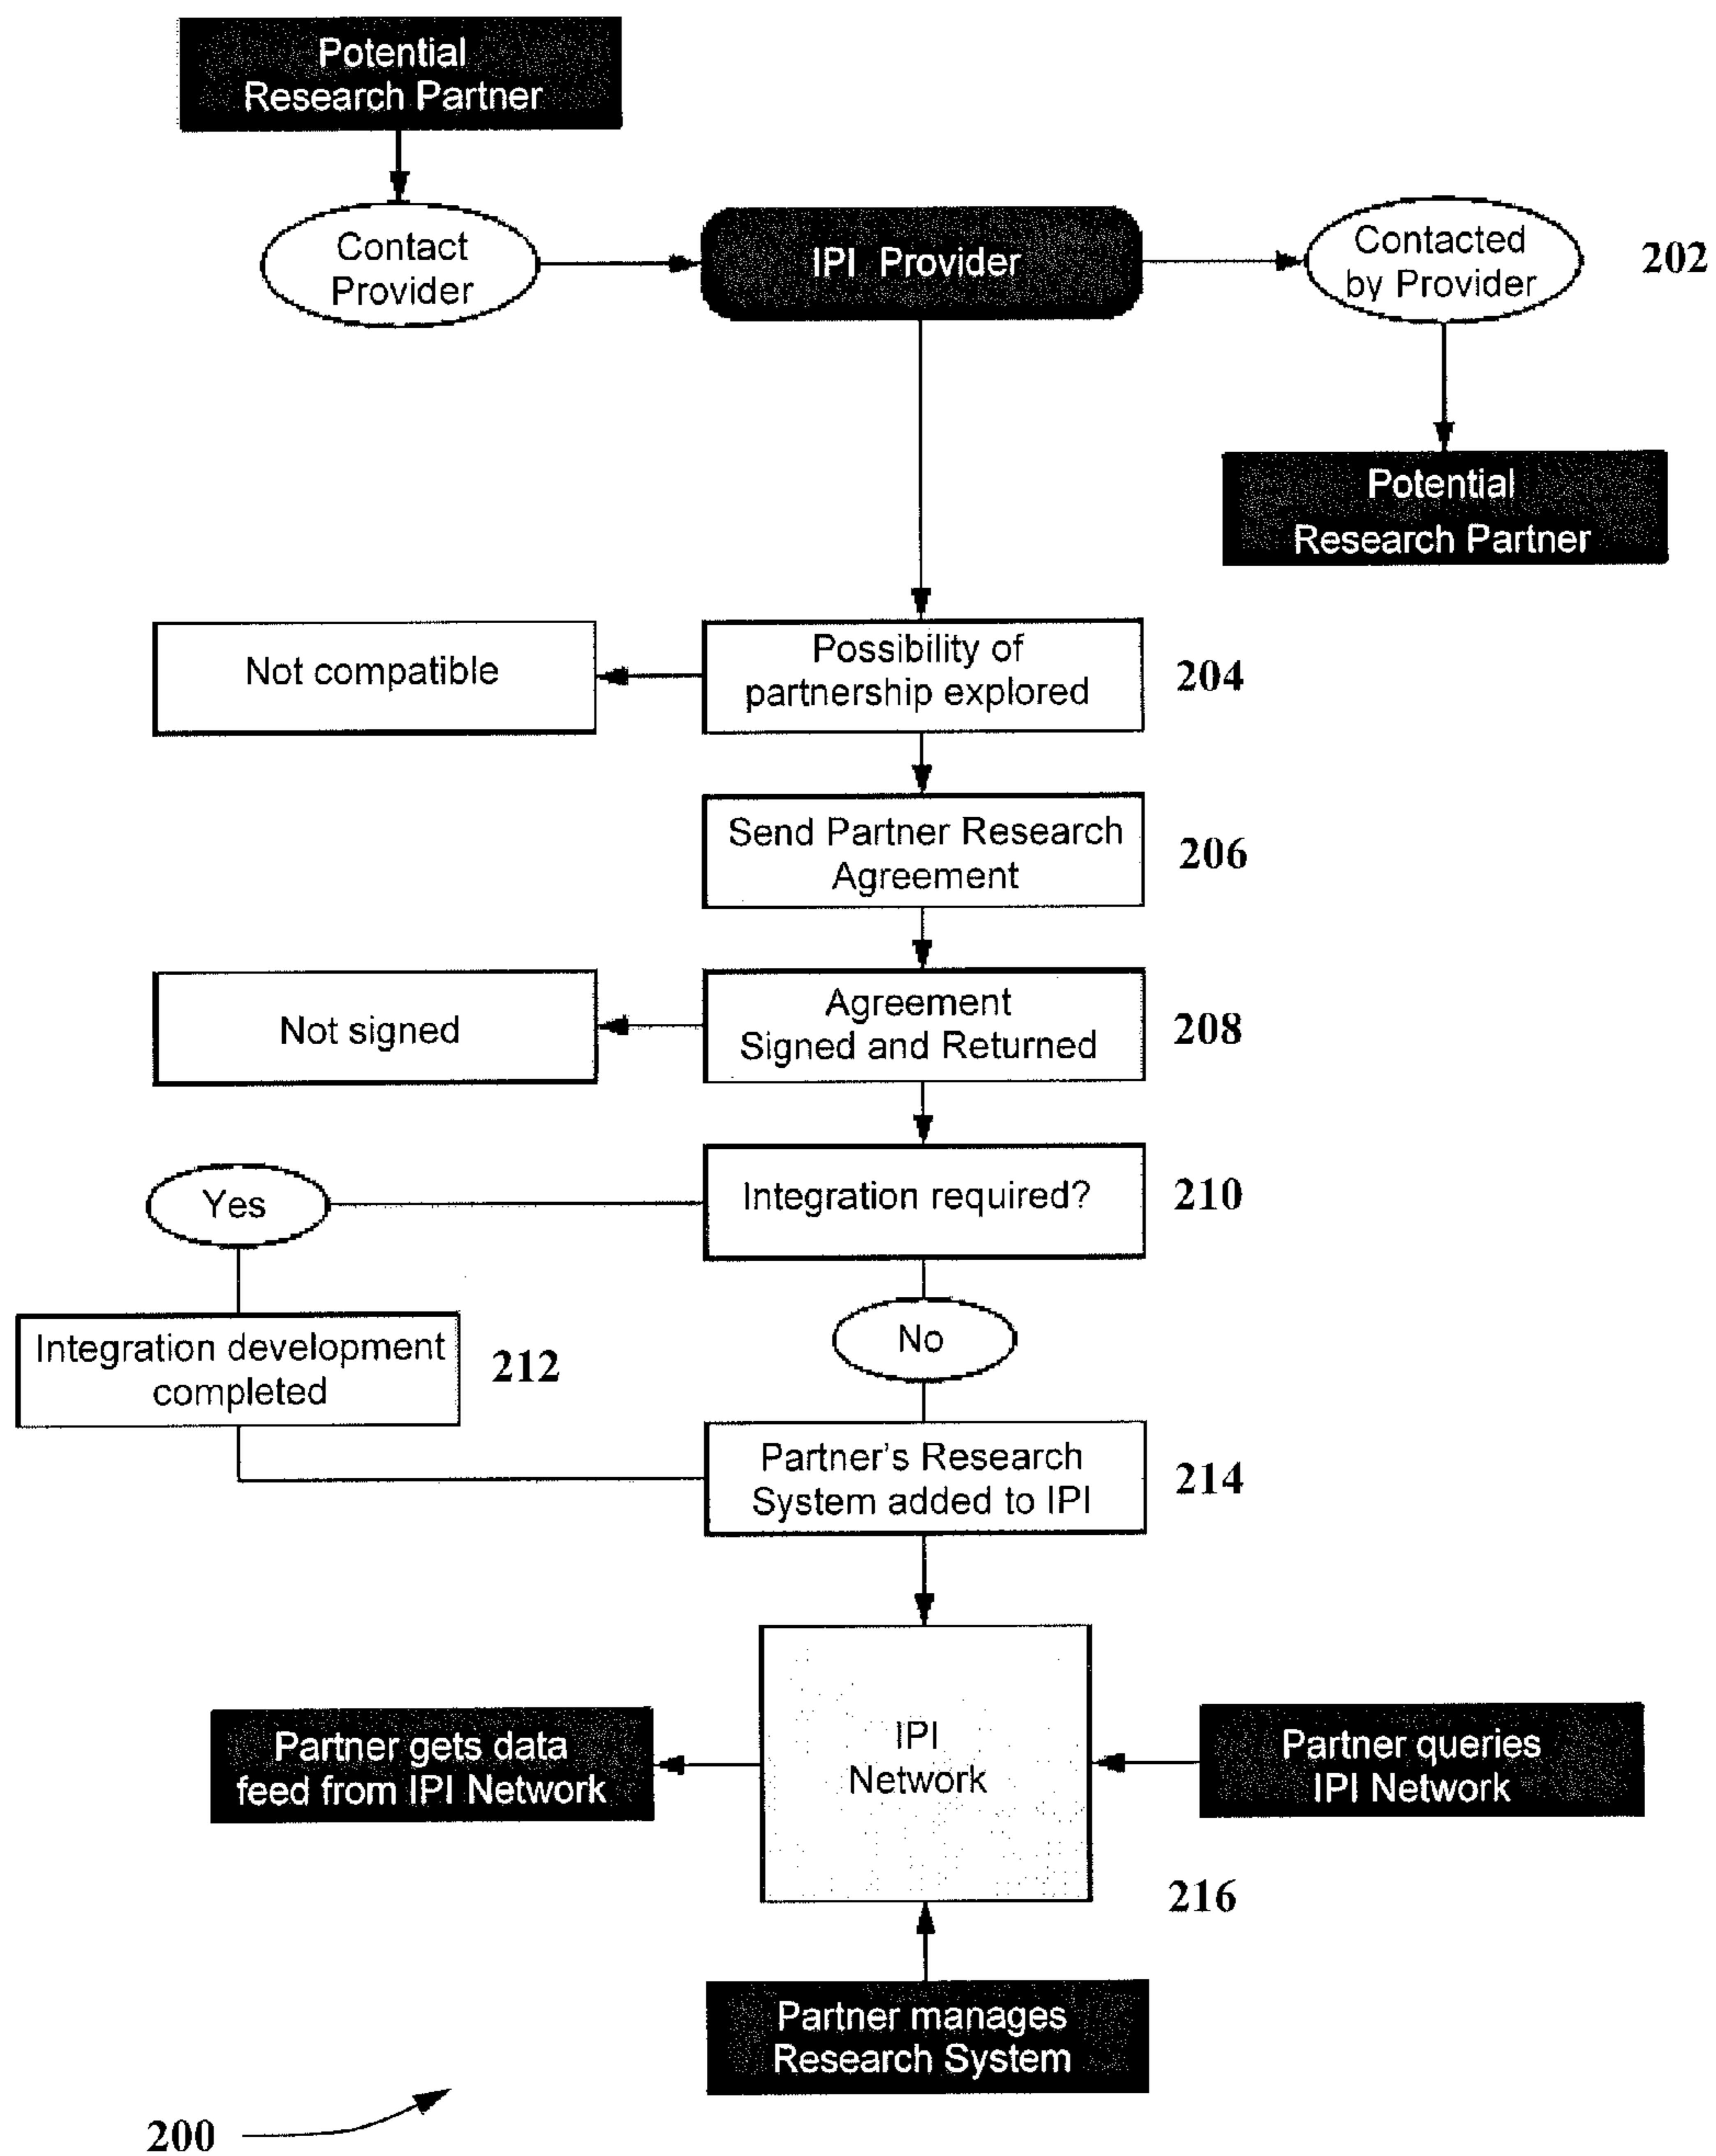 Potential
Research Partner
Contact
Provider
IPI Provider
Contacted
by Provider
202
Potential
Research Partner
Not compatible
Possibility of
partnership explored
204
Send Partner Research
Agreement
206
Not signed
Agreement
Signed and Returned
208
Yes
Integration required?
210
Integration development
completed
212
No
Partner's Research
System added to IPI
214
Partner gets data
feed from IPI Network
IPI
Network
Partner queries
IPI Network
216
Partner manages
Research System
200